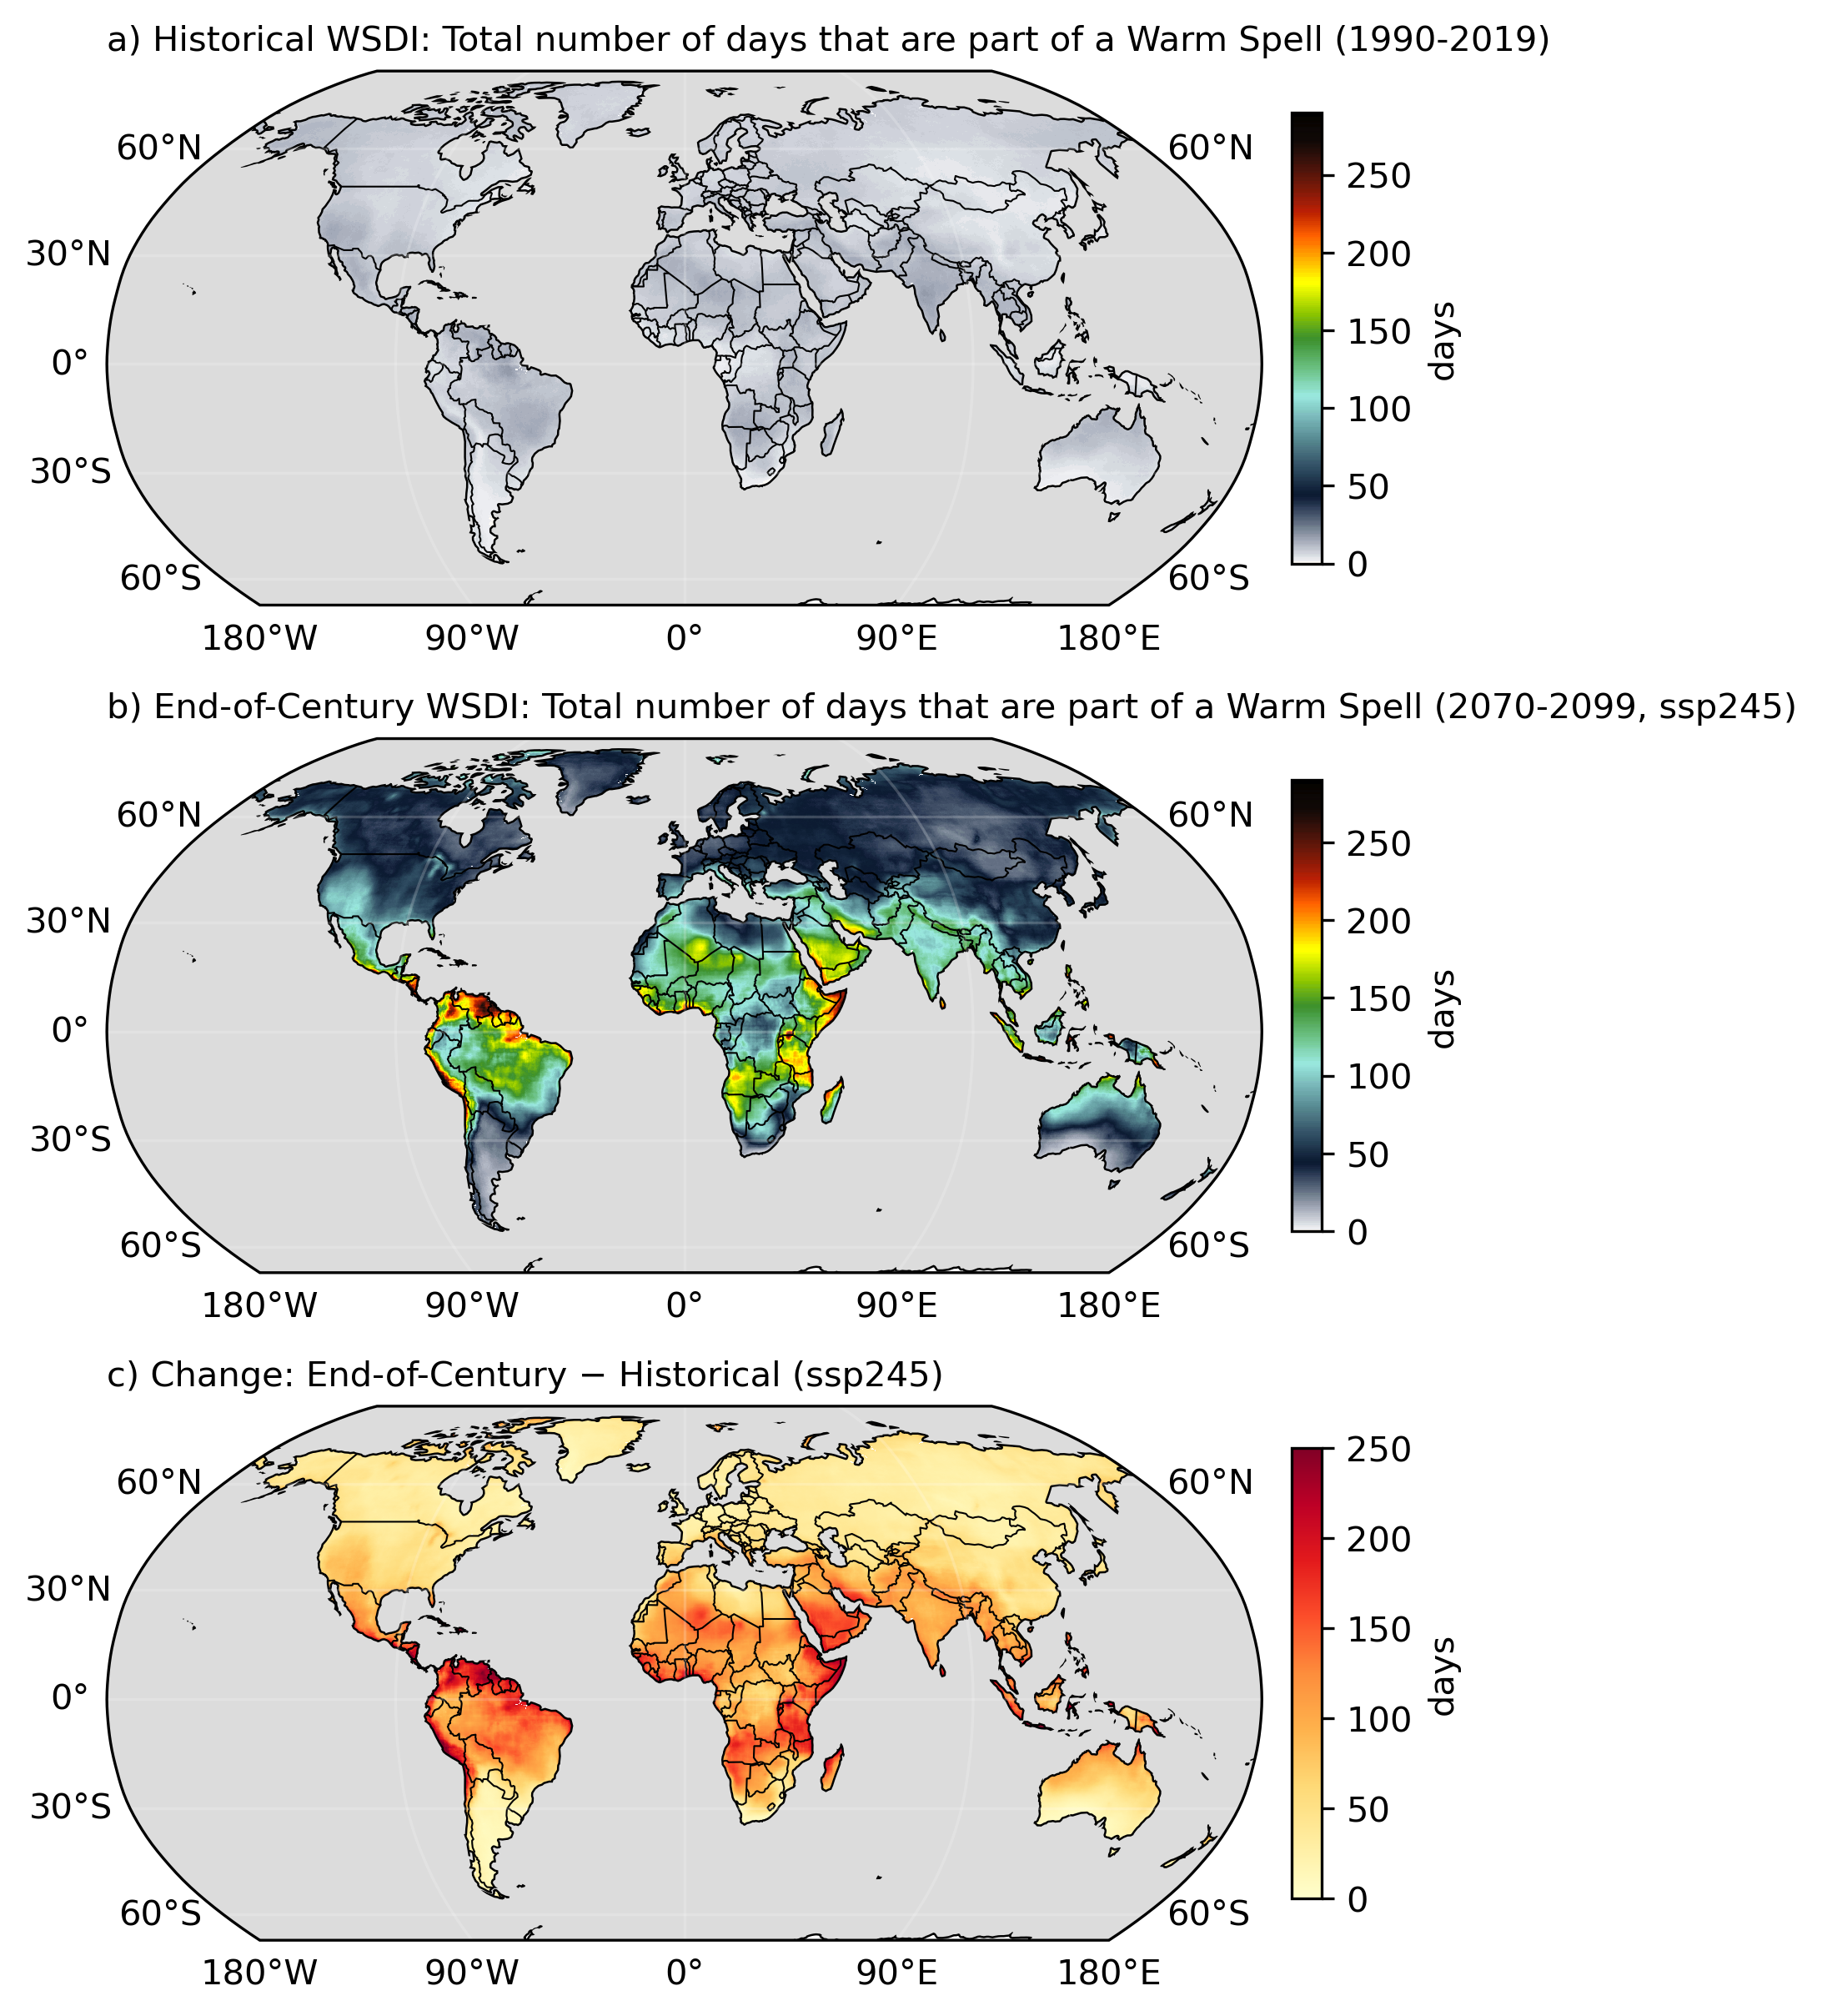 a) Historical WSDI: Total number of days that are part of a Warm Spell (1990-2019)
60°N
60°N
30°N
0°
30°S
60°S
60°S
180°W 90°W 0° 90°E 180°E
250
200
150
100
50
0
days
b) End-of-Century WSDI: Total number of days that are part of a Warm Spell (2070-2099, ssp245)
60°N
60°N
30°N
0°
30°S
60°S
60°S
180°W 90°W 0° 90°E 180°E
250
200
150
100
50
0
days
c) Change: End-of-Century − Historical (ssp245)
60°N
60°N
30°N
0°
30°S
60°S
60°S
180°W 90°W 0° 90°E 180°E
250
200
150
100
50
0
days